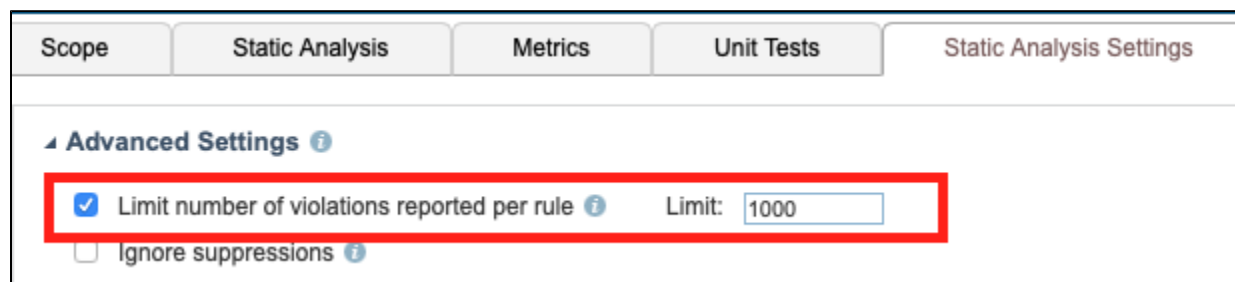 Scope Static Analysis Metrics Unit Tests Static Analysis Settings
Advanced Settings
Limit number of violations reported per rule Limit: 1000
Ignore suppressions